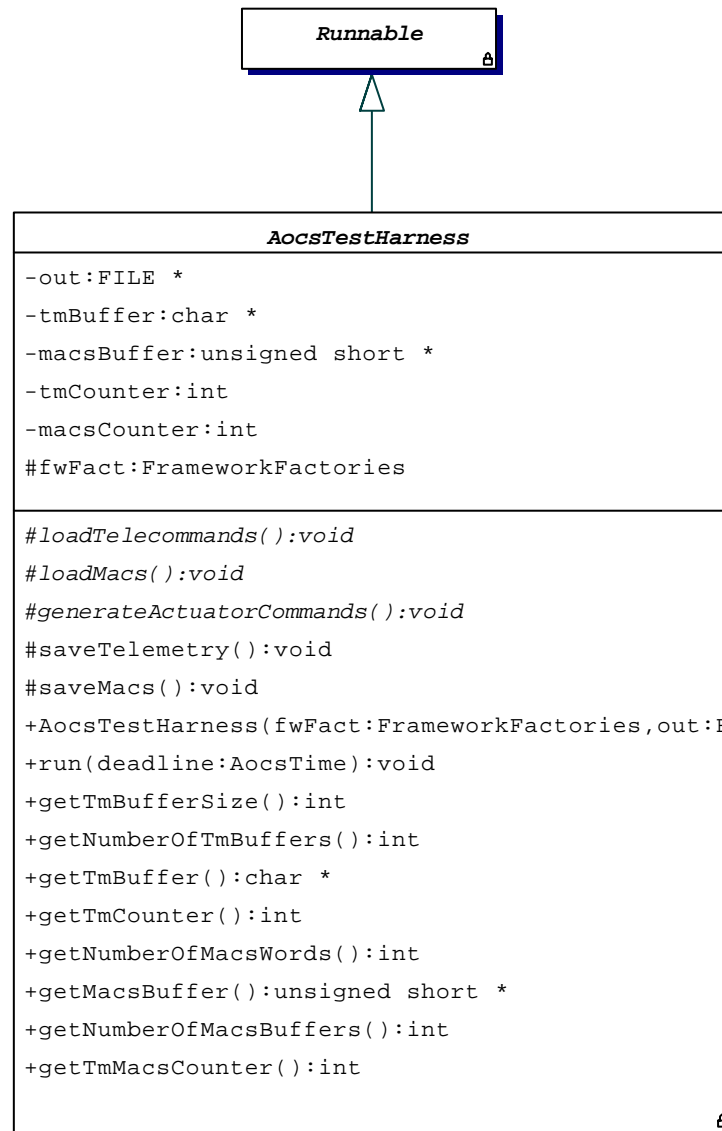 Runnable
AocsTestHarness
-out:FILE *
-tmBuffer:char *
-macsBuffer:unsigned short *
-tmCounter:int
-macsCounter:int
#fwFact:FrameworkFactories
#loadTelecommands():void
#loadMacs():void
#generateActuatorCommands():void
#saveTelemetry():void
#saveMacs():void
+AocsTestHarness(fwFact:FrameworkFactories,out:
+run(deadline:AocsTime):void
+getTmBufferSize():int
+getNumberOfTmBuffers():int
+getTmBuffer():char *
+getTmCounter():int
+getNumberOfMacsWords():int
+getMacsBuffer():unsigned short *
+getNumberOfMacsBuffers():int
+getTmMacsCounter():int